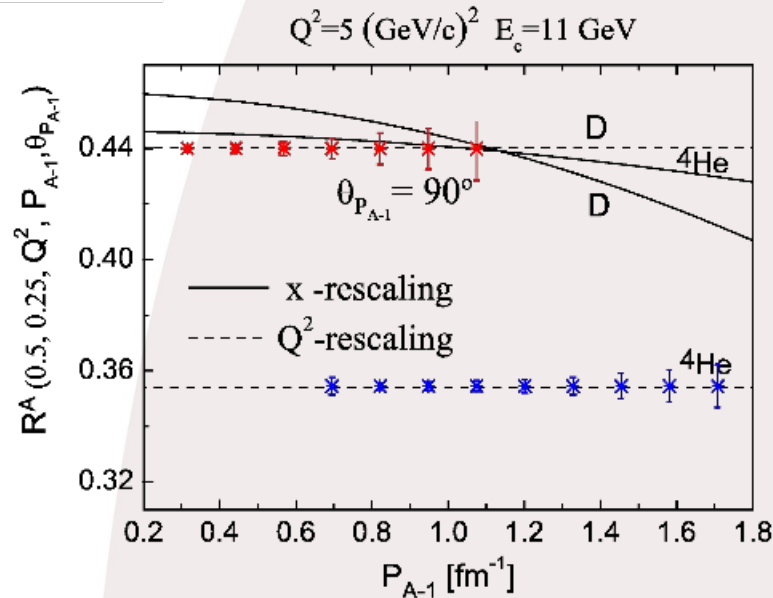 Q²=5 (GeV/c)² E_c=11 GeV
R^A (0.5, 0.25, Q², P_A-1, θ_P_A-1)
0.44
0.40
0.36
0.32
D
⁴He
θ_P_A-1 = 90°
D
x -rescaling
Q²-rescaling
⁴He
0.2 0.4 0.6 0.8 1.0 1.2 1.4 1.6 1.8
P_A-1 [fm⁻¹]